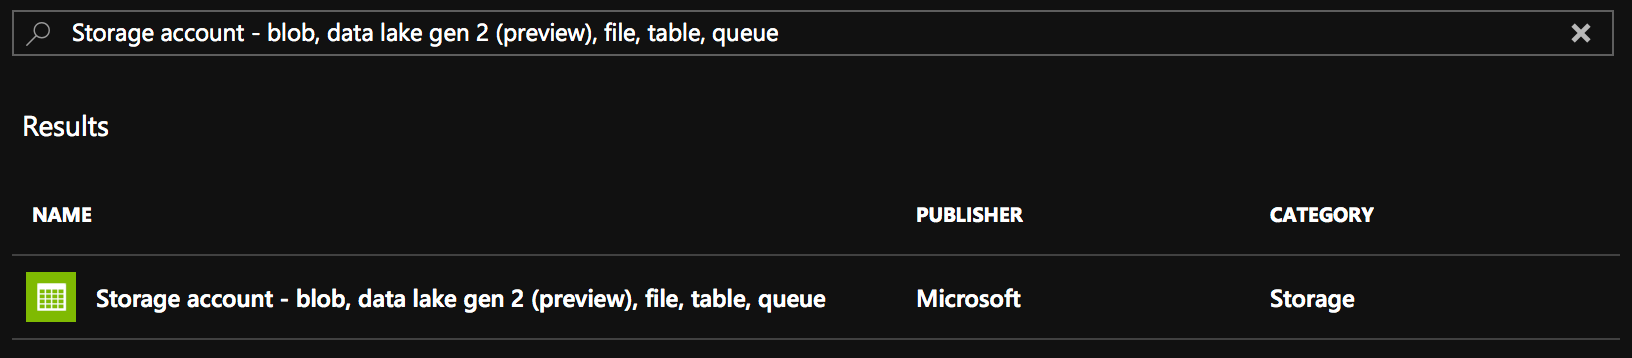 Storage account - blob, data lake gen 2 (preview), file, table, queue
Results
NAME PUBLISHER CATEGORY
Storage account - blob, data lake gen 2 (preview), file, table, queue Microsoft Storage